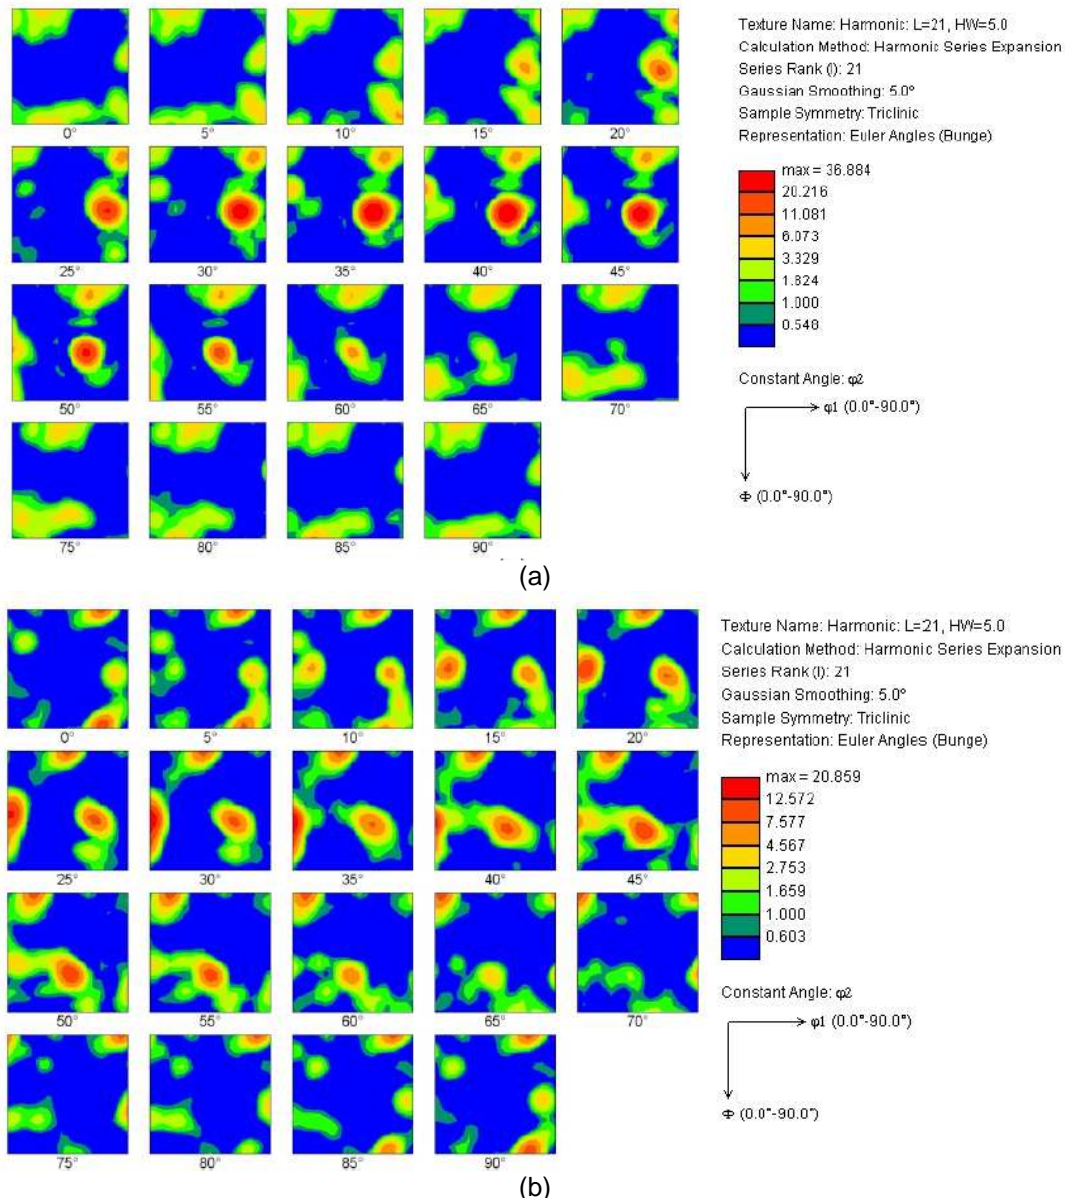 Texture Name: Harmonic: L=21, HW=5.0
Calculation Method: Harmonic Series Expansion
Series Rank (l): 21
Gaussian Smoothing: 5.0°
Sample Symmetry: Triclinic
Representation: Euler Angles (Bunge)
0° 5° 10° 15° 20°
max = 36.884
20.216
11.081
6.073
3.329
1.824
1.000
0.548
25° 30° 35° 40° 45°
Constant Angle: φ2
φ1 (0.0°-90.0°)
Φ (0.0°-90.0°)
50° 55° 60° 65° 70°
75° 80° 85° 90°
(a)
Texture Name: Harmonic: L=21, HW=5.0
Calculation Method: Harmonic Series Expansion
Series Rank (l): 21
Gaussian Smoothing: 5.0°
Sample Symmetry: Triclinic
Representation: Euler Angles (Bunge)
0° 5° 10° 15° 20°
max = 20.859
12.572
7.577
4.567
2.753
1.659
1.000
0.603
25° 30° 35° 40° 45°
Constant Angle: φ2
φ1 (0.0°-90.0°)
Φ (0.0°-90.0°)
50° 55° 60° 65° 70°
75° 80° 85° 90°
(b)